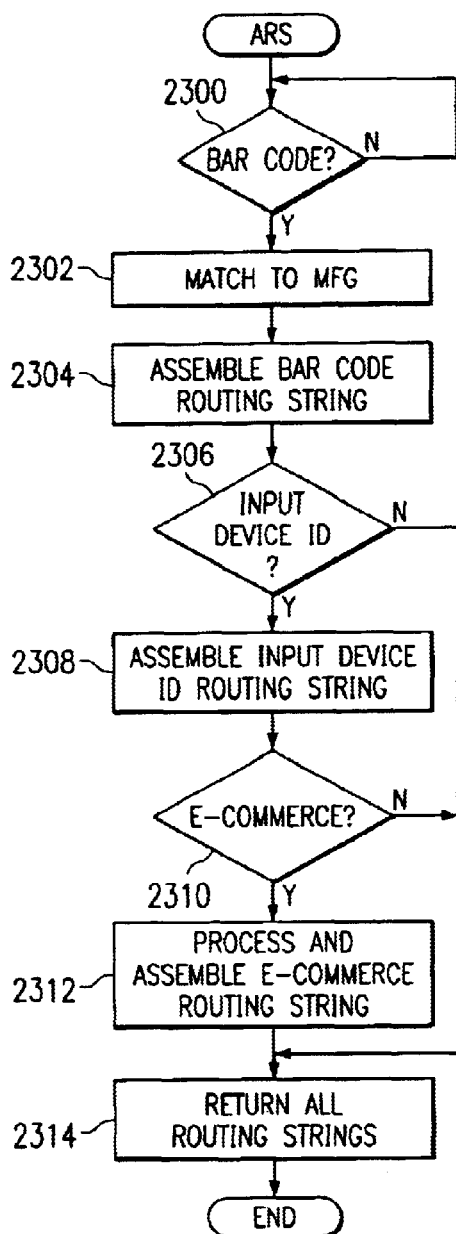 ARS
2300
BAR CODE?
N
Y
2302
MATCH TO MFG
2304
ASSEMBLE BAR CODE
ROUTING STRING
2306
INPUT
DEVICE ID
?
N
Y
2308
ASSEMBLE INPUT DEVICE
ID ROUTING STRING
E-COMMERCE?
N
2310
Y
2312
PROCESS AND
ASSEMBLE E-COMMERCE
ROUTING STRING
2314
RETURN ALL
ROUTING STRINGS
END